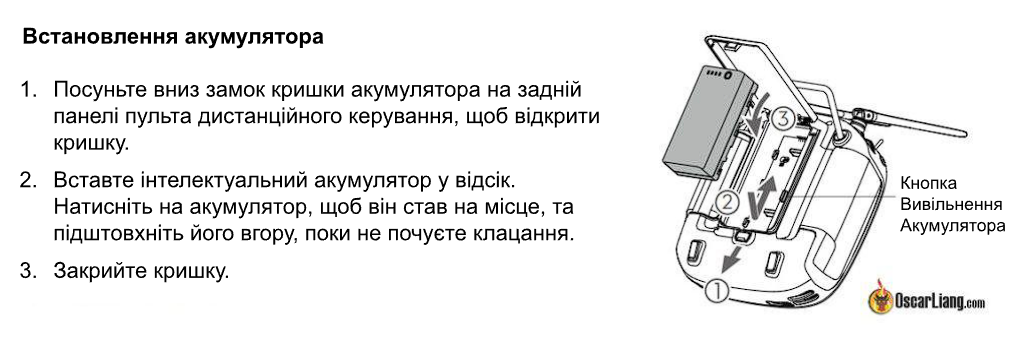 Встановлення акумулятора
1. Посуньте вниз замок кришки акумулятора на задній
панелі пульта дистанційного керування, щоб відкрити
кришку.
2. Вставте інтелектуальний акумулятор у відсік.
Натисніть на акумулятор, щоб він став на місце, та
підштовхніть його вгору, поки не почуєте клацання.
3. Закрийте кришку.
3
2
1
Кнопка
Вивільнення
Акумулятора
OscarLiang.com